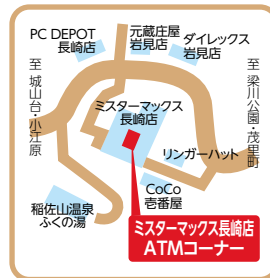 PC DEPOT
長崎店
元蔵庄屋
岩見店
ダイレックス
岩見店
至 城山台・小江原
至 梁川公園・茂里町
ミスターマックス
長崎店
リンガーハット
CoCo
壱番屋
稲佐山温泉
ふくの湯
ミスターマックス長崎店
ATMコーナー